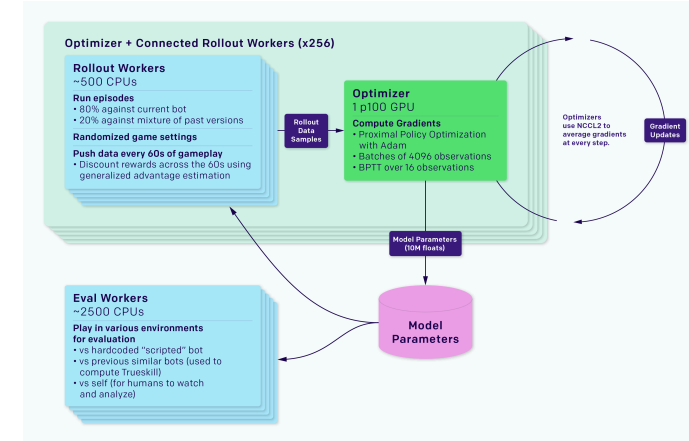 Optimizer + Connected Rollout Workers (x256)
Rollout Workers
~500 CPUs
Run episodes
• 80% against current bot
• 20% against mixture of past versions
Randomized game settings
Push data every 60s of gameplay
• Discount rewards across the 60s using
generalized advantage estimation
Rollout
Data
Samples
Optimizer
1 p100 GPU
Compute Gradients
• Proximal Policy Optimization
with Adam
• Batches of 4096 observations
• BPTT over 16 observations
Optimizers
use NCCL2 to
average gradients
at every step.
Gradient
Updates
Model Parameters
(10M floats)
Eval Workers
~2500 CPUs
Play in various environments
for evaluation
• vs hardcoded “scripted” bot
• vs previous similar bots (used to
compute Trueskill)
• vs self (for humans to watch
and analyze)
Model
Parameters